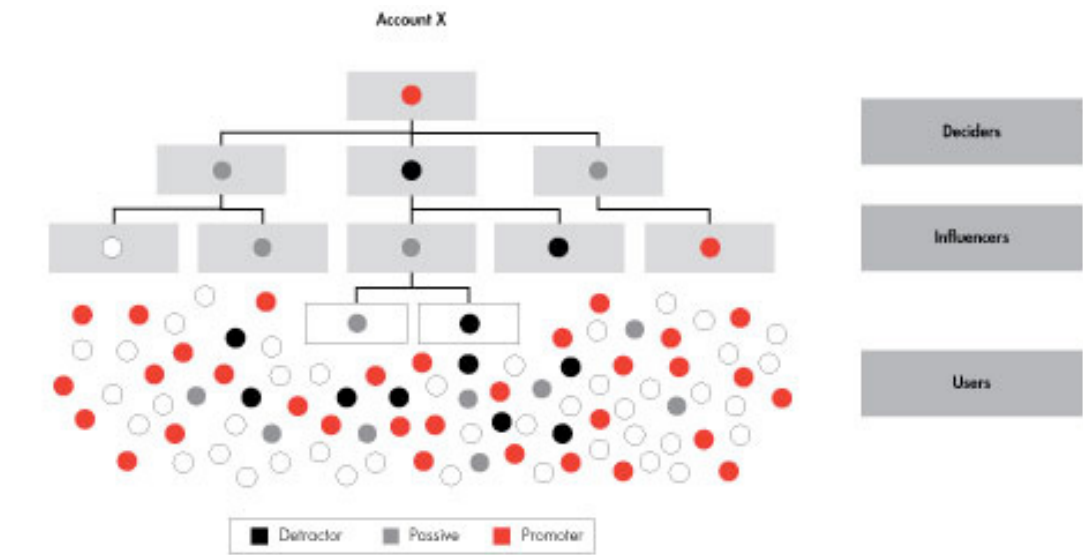 Account X
Deciders
Influencers
Users
Detractor Passive Promoter